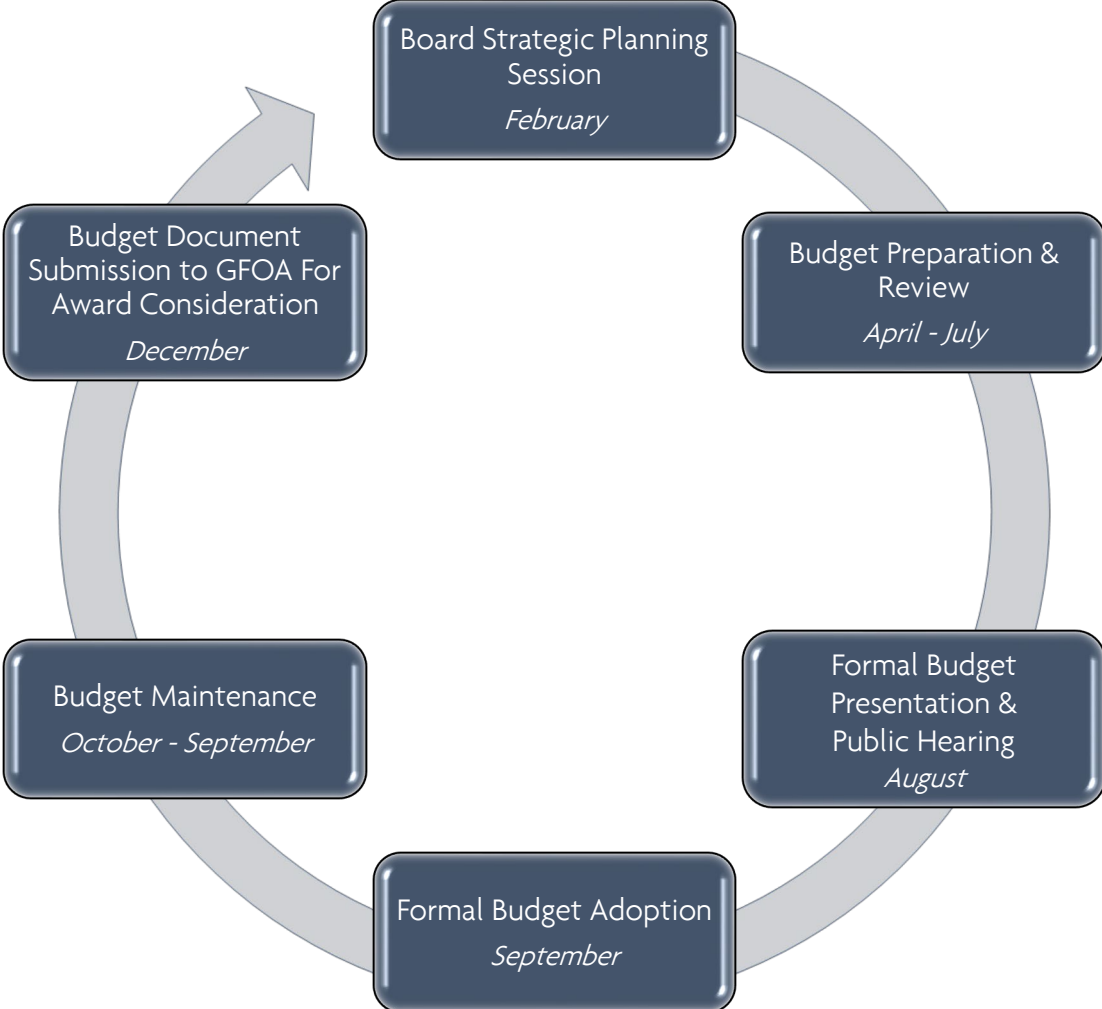 Board Strategic Planning
Session
February
Budget Preparation &
Review
April - July
Formal Budget
Presentation &
Public Hearing
August
Formal Budget Adoption
September
Budget Maintenance
October - September
Budget Document
Submission to GFOA For
Award Consideration
December